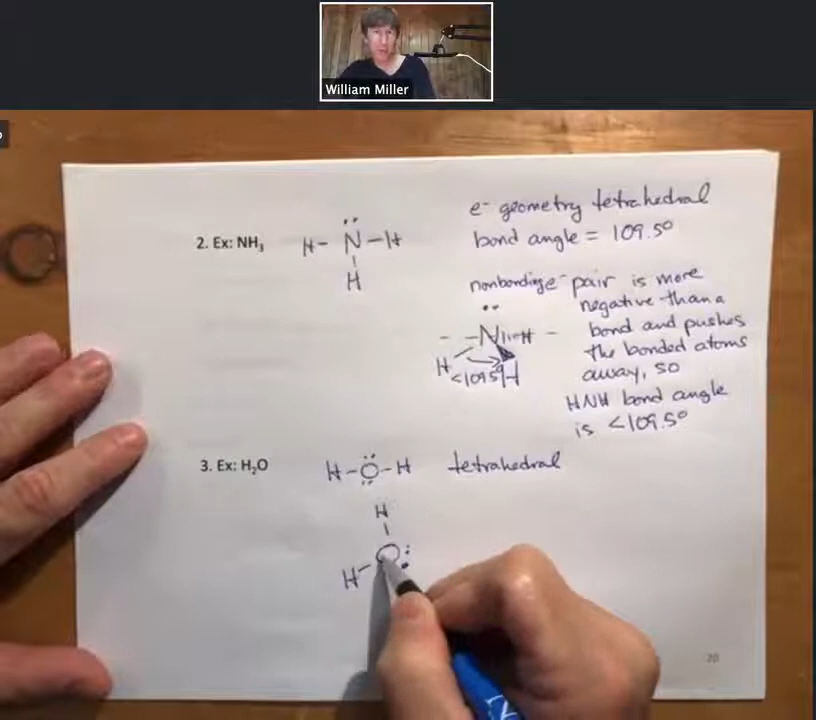 William Miller
e- geometry tetrahedral
2. Ex: NH₃ H- N -H bond angle = 109.5°
H
nonbonding e- pair is more
negative than a
- -N -H - bond and pushes
the bonded atoms
H away, so
<109.5° H
HNH bond angle
is <109.5°
3. Ex: H₂O H-O-H tetrahedral
H
O
H
20